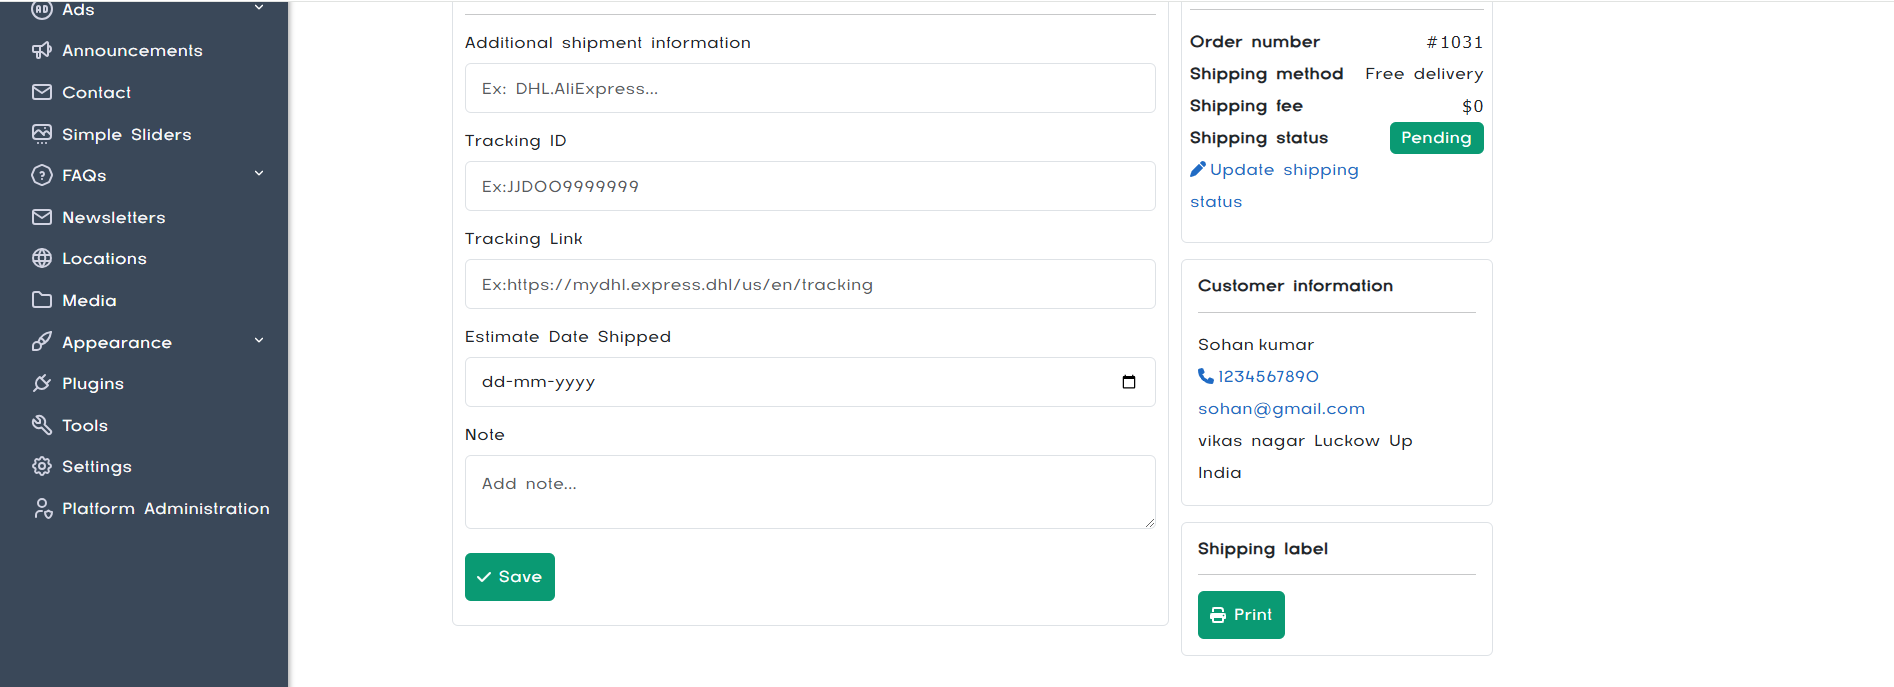 Ads
Announcements
Contact
Simple Sliders
FAQs
Newsletters
Locations
Media
Appearance
Plugins
Tools
Settings
Platform Administration
Additional shipment information
Ex: DHL.AliExpress...
Tracking ID
Ex:JJD009999999
Tracking Link
Ex:https://mydhl.express.dhl/us/en/tracking
Estimate Date Shipped
dd-mm-yyyy
Note
Add note...
Save
Order number #1031
Shipping method Free delivery
Shipping fee $0
Shipping status Pending
Update shipping
status
Customer information
Sohan kumar
1234567890
sohan@gmail.com
vikas nagar Luckow Up
India
Shipping label
Print